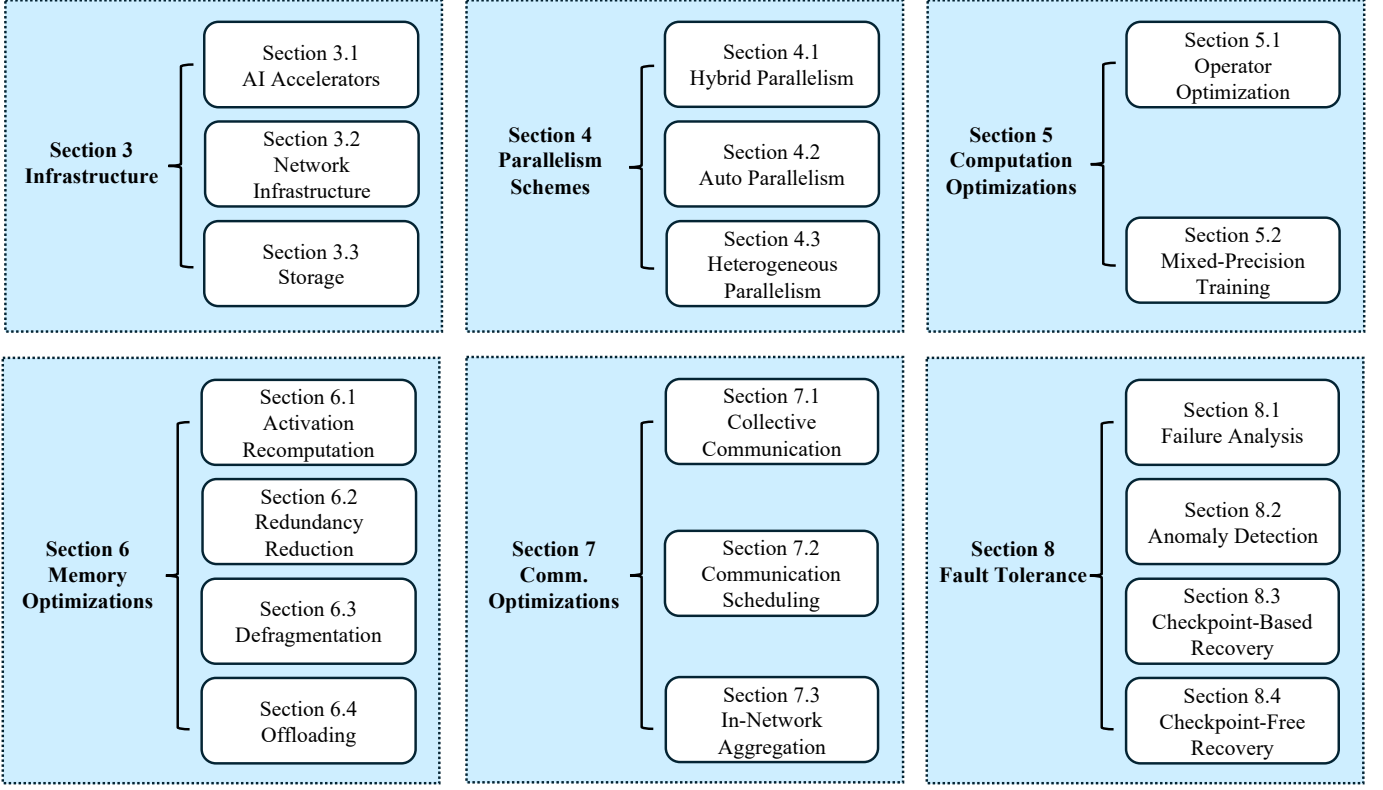 Section 3
Infrastructure
Section 3.1
AI Accelerators
Section 3.2
Network
Infrastructure
Section 3.3
Storage
Section 4
Parallelism
Schemes
Section 4.1
Hybrid Parallelism
Section 4.2
Auto Parallelism
Section 4.3
Heterogeneous
Parallelism
Section 5
Computation
Optimizations
Section 5.1
Operator
Optimization
Section 5.2
Mixed-Precision
Training
Section 6
Memory
Optimizations
Section 6.1
Activation
Recomputation
Section 6.2
Redundancy
Reduction
Section 6.3
Defragmentation
Section 6.4
Offloading
Section 7
Comm.
Optimizations
Section 7.1
Collective
Communication
Section 7.2
Communication
Scheduling
Section 7.3
In-Network
Aggregation
Section 8
Fault Tolerance
Section 8.1
Failure Analysis
Section 8.2
Anomaly Detection
Section 8.3
Checkpoint-Based
Recovery
Section 8.4
Checkpoint-Free
Recovery